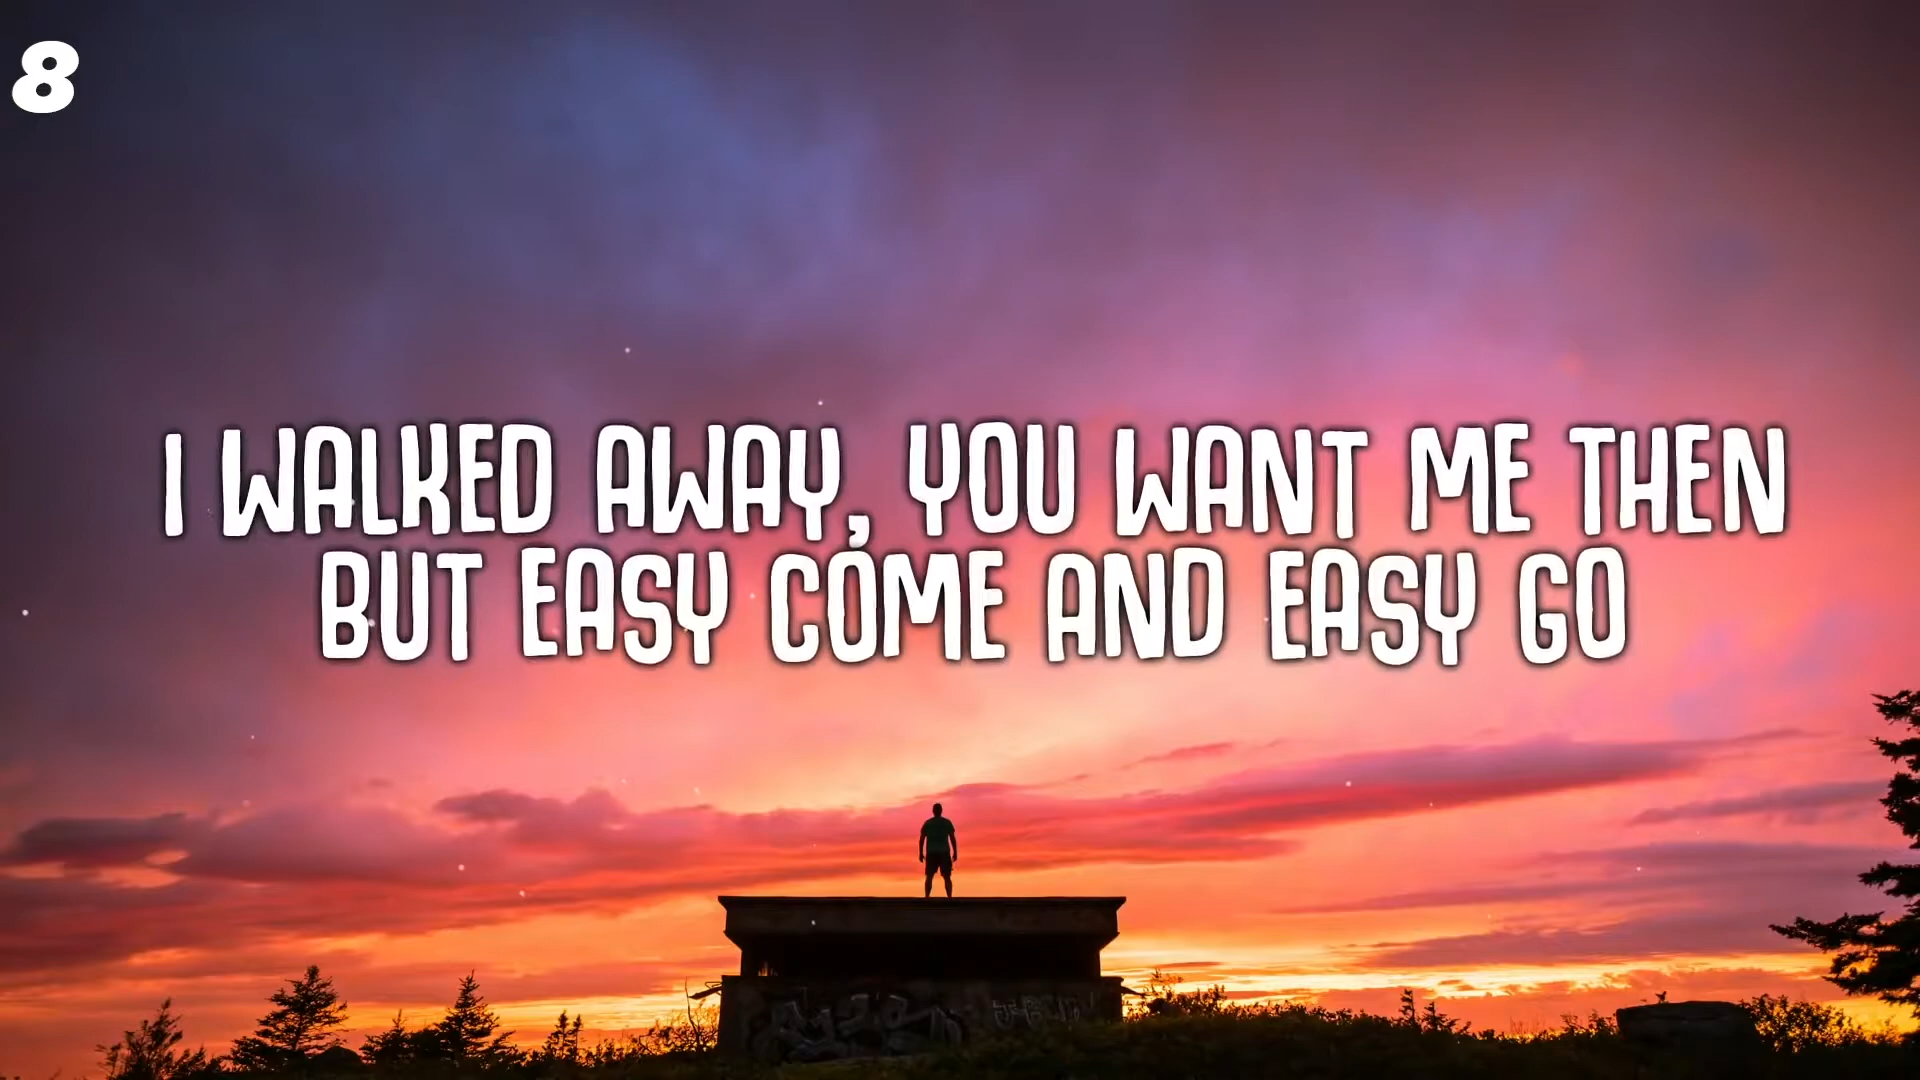 8
I WALKED AWAY, YOU WANT ME THEN
BUT EASY COME AND EASY GO